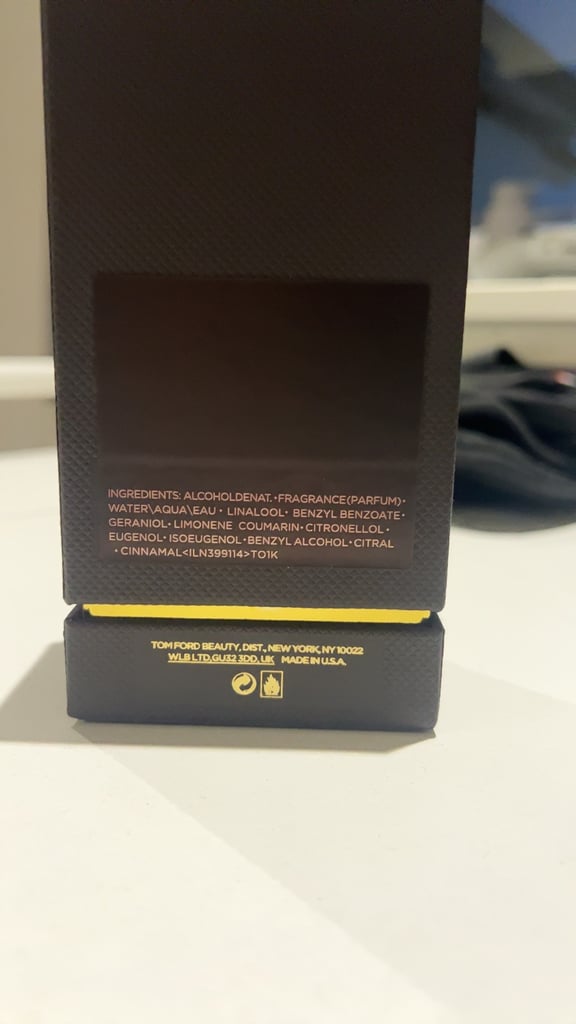 INGREDIENTS: ALCOHOLDENAT.•FRAGRANCE(PARFUM)•
WATER\AQUA\EAU • LINALOOL• BENZYL BENZOATE•
GERANIOL• LIMONENE COUMARIN•CITRONELLOL•
EUGENOL• ISOEUGENOL•BENZYL ALCOHOL•CITRAL
• CINNAMAL<ILN399114>TO1K
TOM FORD BEAUTY, DIST., NEW YORK, NY 10022
WLB LTD,GU32 3DD, UK MADE IN U.S.A.